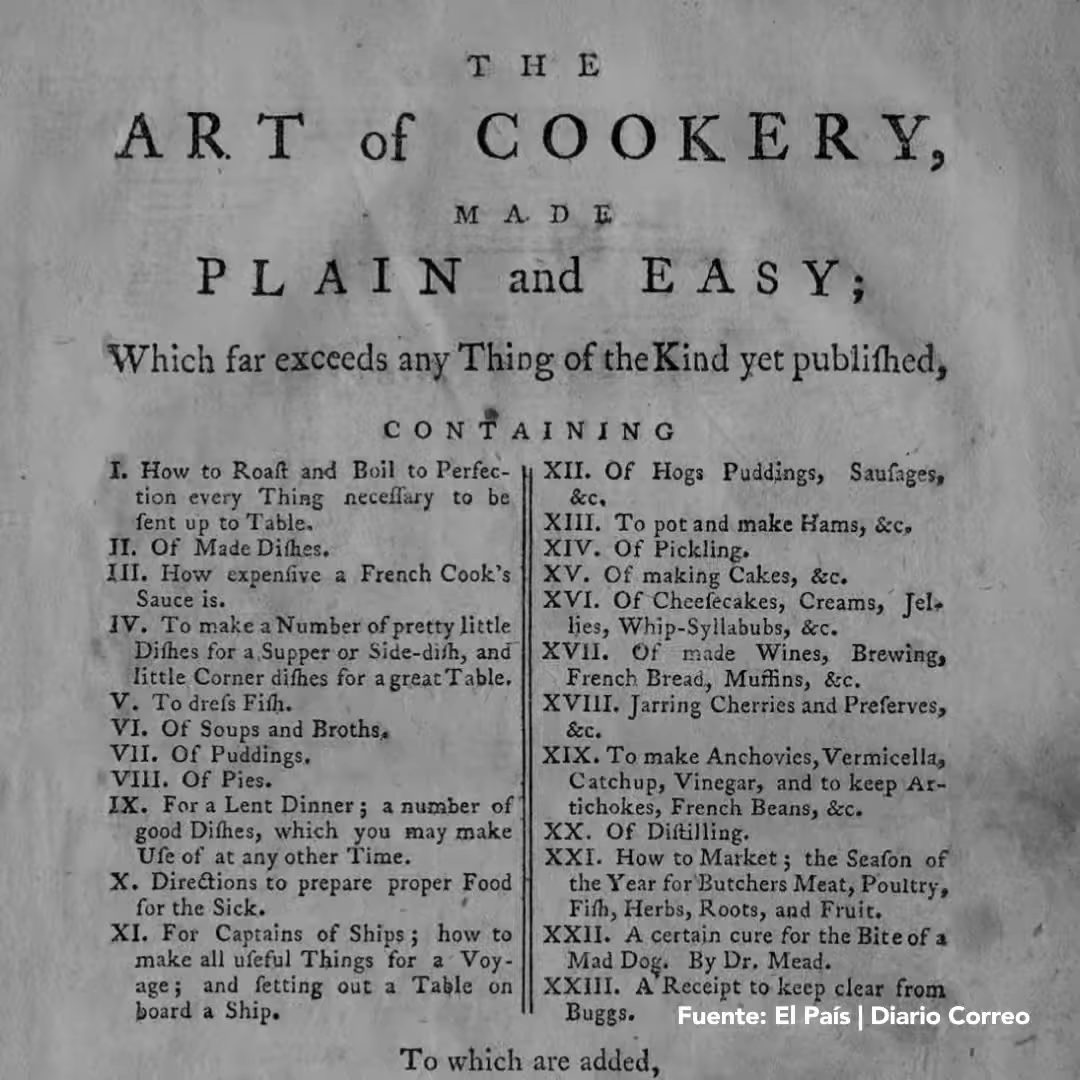 THE
ART of COOKERY,
MADE
PLAIN and EASY;
Which far exceeds any Thing of the Kind yet publiſhed,
CONTAINING
I. How to Roaſt and Boil to Perfec-
tion every Thing neceſſary to be
ſent up to Table.
II. Of Made Diſhes.
III. How expenſive a French Cook's
Sauce is.
IV. To make a Number of pretty little
Diſhes for a Supper or Side-diſh, and
little Corner diſhes for a great Table.
V. To dreſs Fiſh.
VI. Of Soups and Broths.
VII. Of Puddings.
VIII. Of Pies.
IX. For a Lent Dinner; a number of
good Diſhes, which you may make
Uſe of at any other Time.
X. Directions to prepare proper Food
for the Sick.
XI. For Captains of Ships; how to
make all uſeful Things for a Voy-
age; and ſetting out a Table on
board a Ship.
XII. Of Hogs Puddings, Sauſages,
&c.
XIII. To pot and make Hams, &c.
XIV. Of Pickling.
XV. Of making Cakes, &c.
XVI. Of Cheeſecakes, Creams, Jel-
lies, Whip-Syllabubs, &c.
XVII. Of made Wines, Brewing,
French Bread, Muffins, &c.
XVIII. Jarring Cherries and Preſerves,
&c.
XIX. To make Anchovies, Vermicella,
Catchup, Vinegar, and to keep Ar-
tichokes, French Beans, &c.
XX. Of Diſtilling.
XXI. How to Market; the Seaſon of
the Year for Butchers Meat, Poultry,
Fiſh, Herbs, Roots, and Fruit.
XXII. A certain cure for the Bite of a
Mad Dog. By Dr. Mead.
XXIII. A Receipt to keep clear from
Buggs.
Fuente: El País | Diario Correo
To which are added,